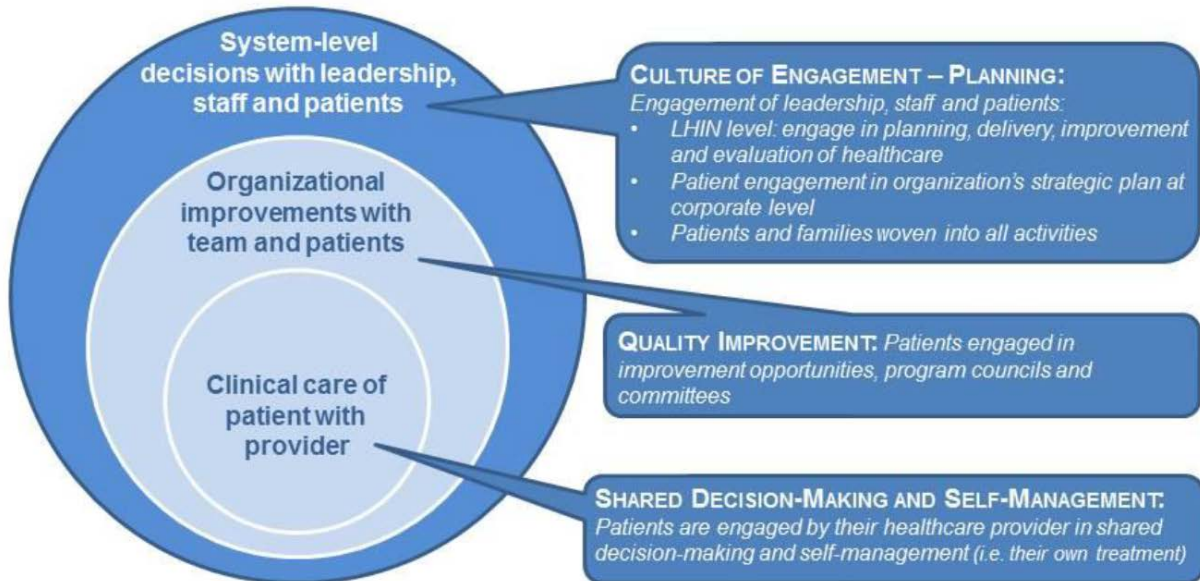 System-level
decisions with leadership,
staff and patients
Organizational
improvements with
team and patients
Clinical care of
patient with
provider
CULTURE OF ENGAGEMENT – PLANNING:
Engagement of leadership, staff and patients:
• LHIN level: engage in planning, delivery, improvement
and evaluation of healthcare
• Patient engagement in organization's strategic plan at
corporate level
• Patients and families woven into all activities
QUALITY IMPROVEMENT: Patients engaged in
improvement opportunities, program councils and
committees
SHARED DECISION-MAKING AND SELF-MANAGEMENT:
Patients are engaged by their healthcare provider in shared
decision-making and self-management (i.e. their own treatment)